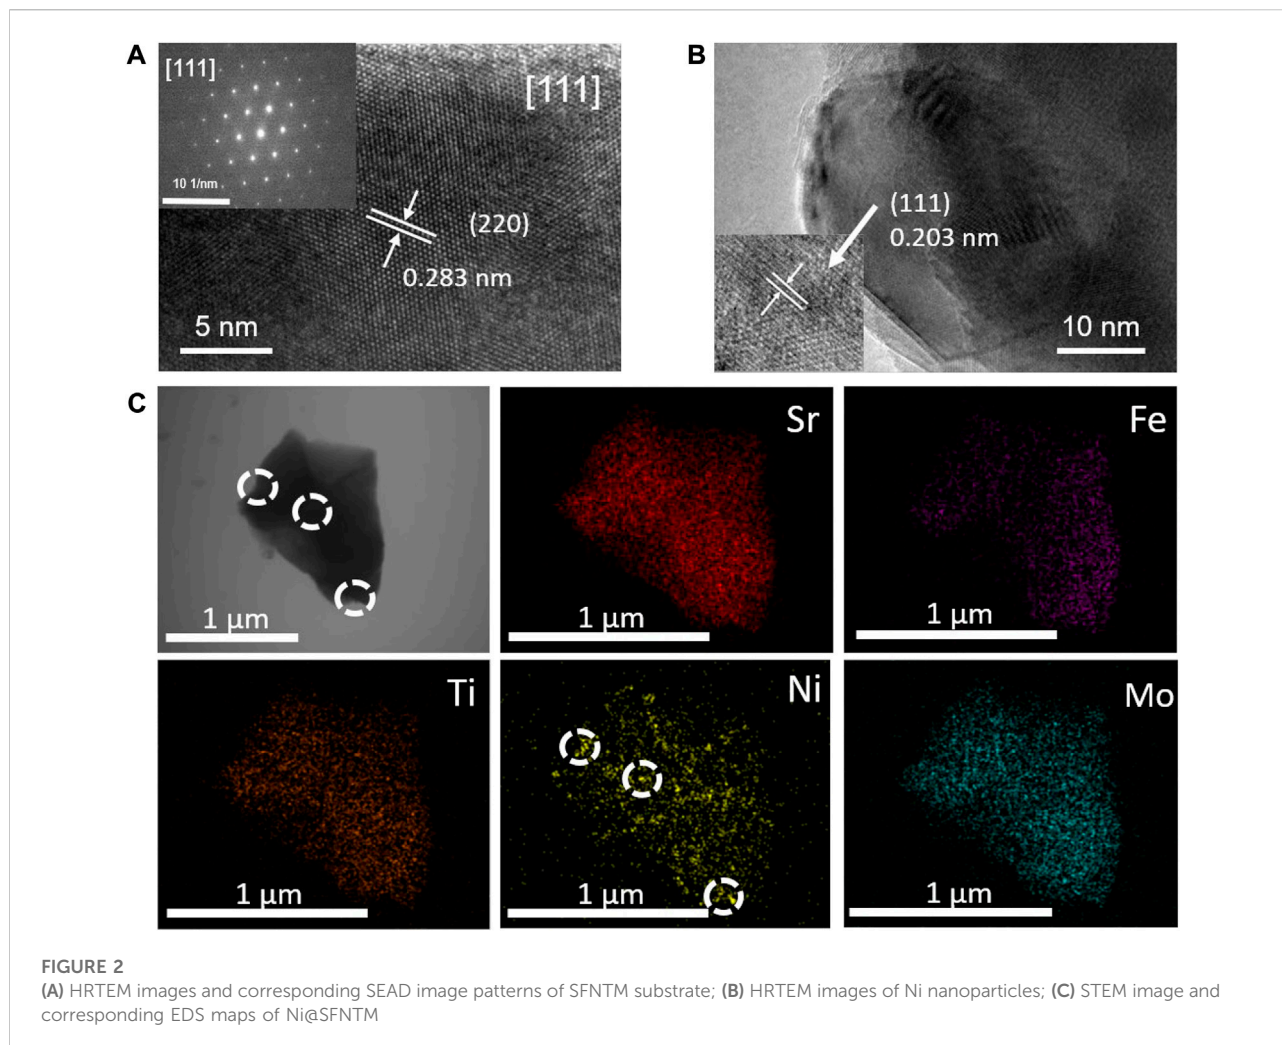 A
[111]
10 1/nm
[111]
(220)
0.283 nm
5 nm
B
(111)
0.203 nm
10 nm
C
1 µm
Sr
1 µm
Fe
1 µm
Ti
1 µm
Ni
1 µm
Mo
1 µm
FIGURE 2
(A) HRTEM images and corresponding SEAD image patterns of SFNTM substrate; (B) HRTEM images of Ni nanoparticles; (C) STEM image and
corresponding EDS maps of Ni@SFNTM